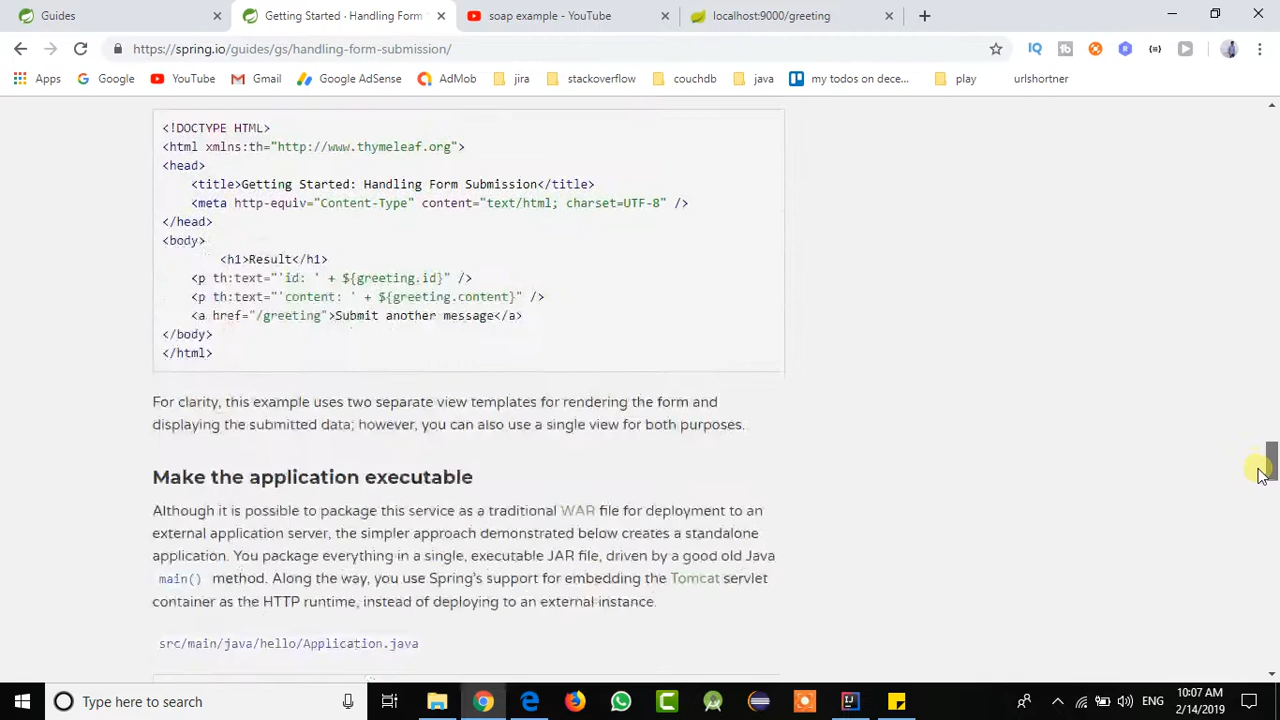 Guides
Getting Started · Handling Form
soap example - YouTube
localhost:9000/greeting
https://spring.io/guides/gs/handling-form-submission/
IQ
Apps
Google
YouTube
Gmail
Google AdSense
AdMob
jira
stackoverflow
couchdb
java
my todos on dece...
play
urlshortner
<!DOCTYPE HTML>
<html xmlns:th="http://www.thymeleaf.org">
<head>
<title>Getting Started: Handling Form Submission</title>
<meta http-equiv="Content-Type" content="text/html; charset=UTF-8" />
</head>
<body>
<h1>Result</h1>
<p th:text="'id: ' + ${greeting.id}" />
<p th:text="'content: ' + ${greeting.content}" />
<a href="/greeting">Submit another message</a>
</body>
</html>
For clarity, this example uses two separate view templates for rendering the form and
displaying the submitted data; however, you can also use a single view for both purposes.
Make the application executable
Although it is possible to package this service as a traditional WAR file for deployment to an
external application server, the simpler approach demonstrated below creates a standalone
application. You package everything in a single, executable JAR file, driven by a good old Java
main() method. Along the way, you use Spring's support for embedding the Tomcat servlet
container as the HTTP runtime, instead of deploying to an external instance.
src/main/java/hello/Application.java
Type here to search
ENG
10:07 AM
2/14/2019